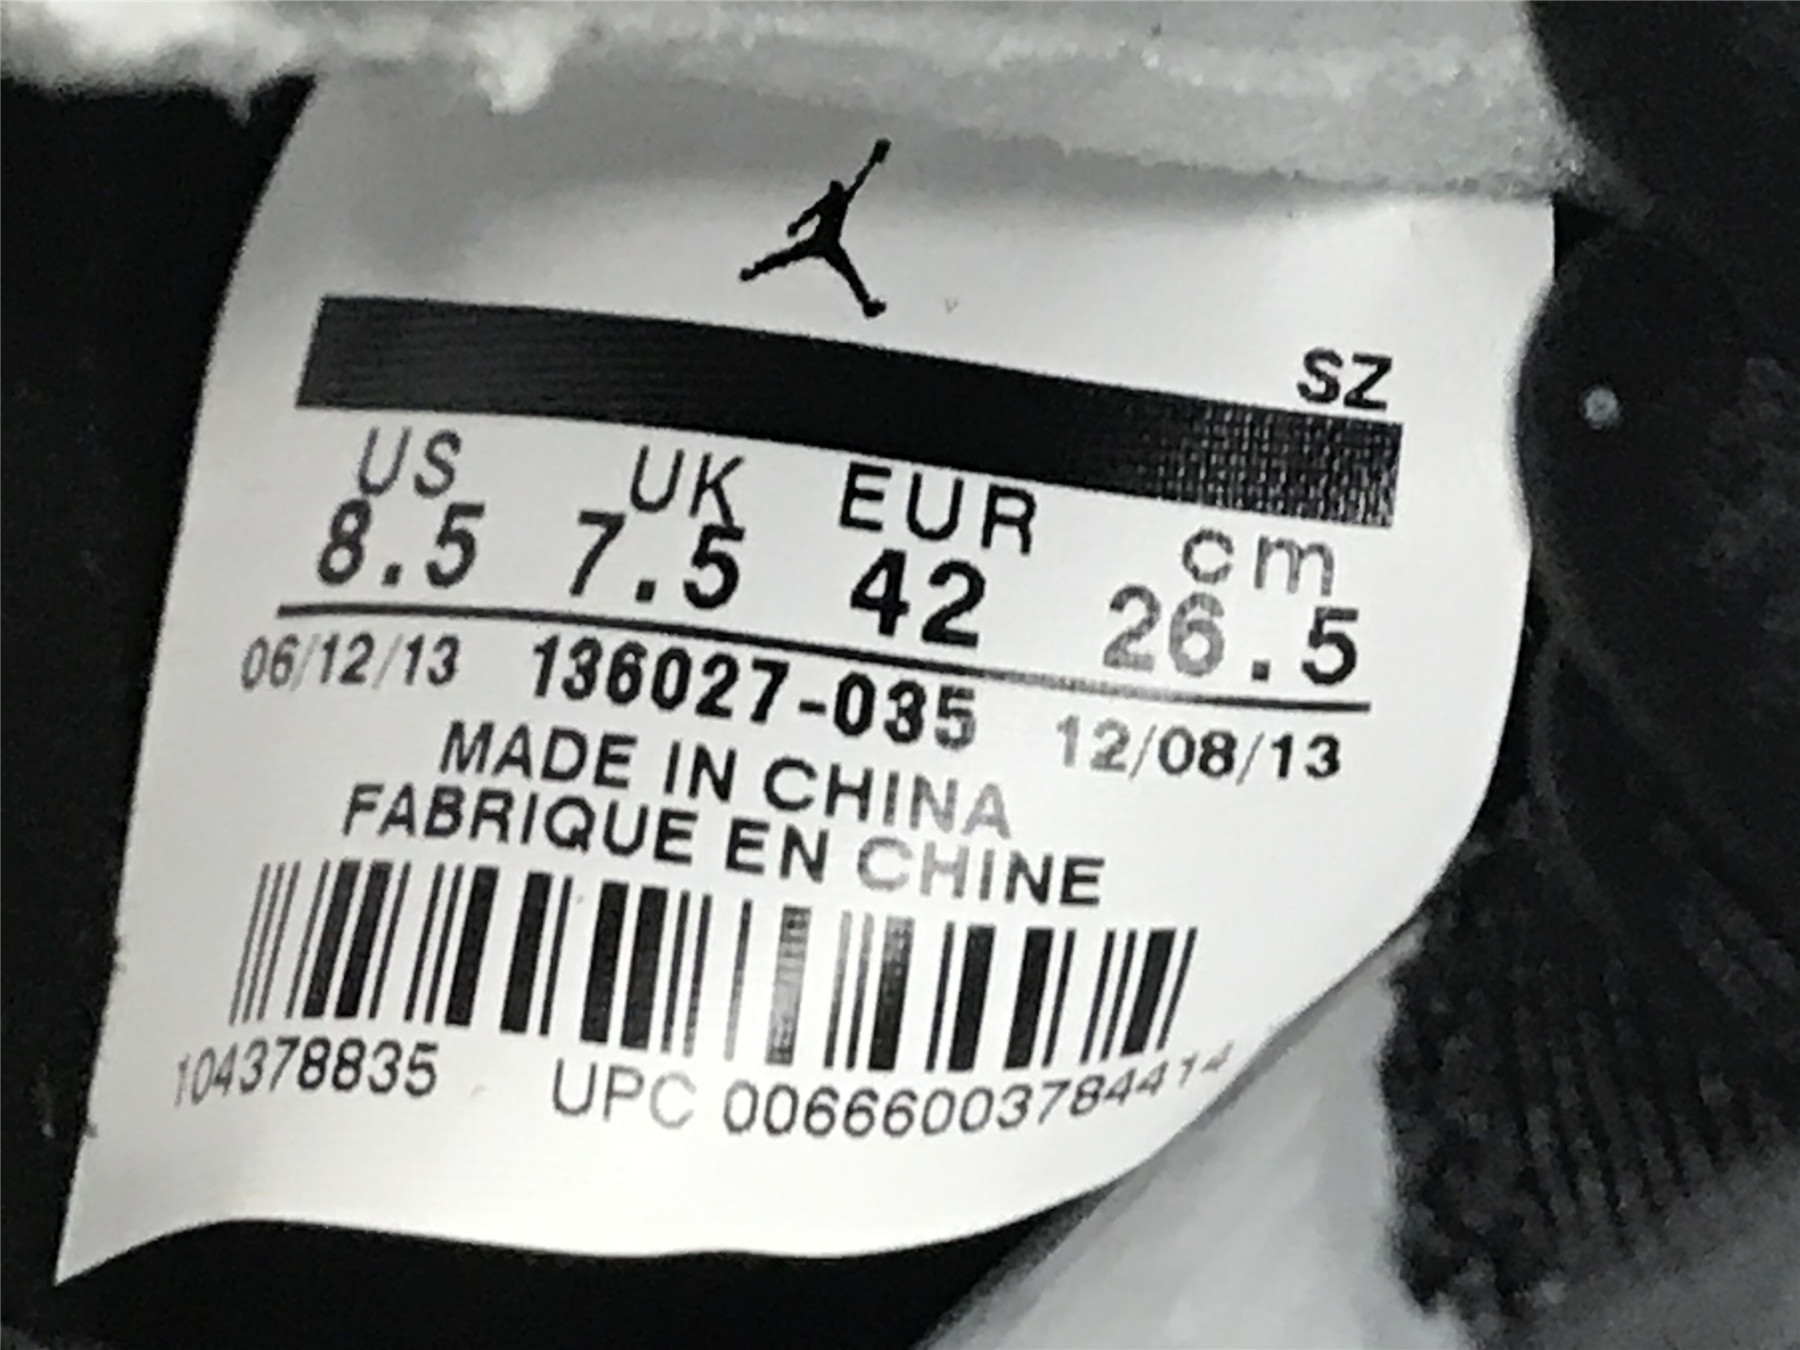 SZ
US UK EUR cm
8.5 7.5 42 26.5
06/12/13 136027-035 12/08/13
MADE IN CHINA
FABRIQUE EN CHINE
104378835 UPC 00666003784414